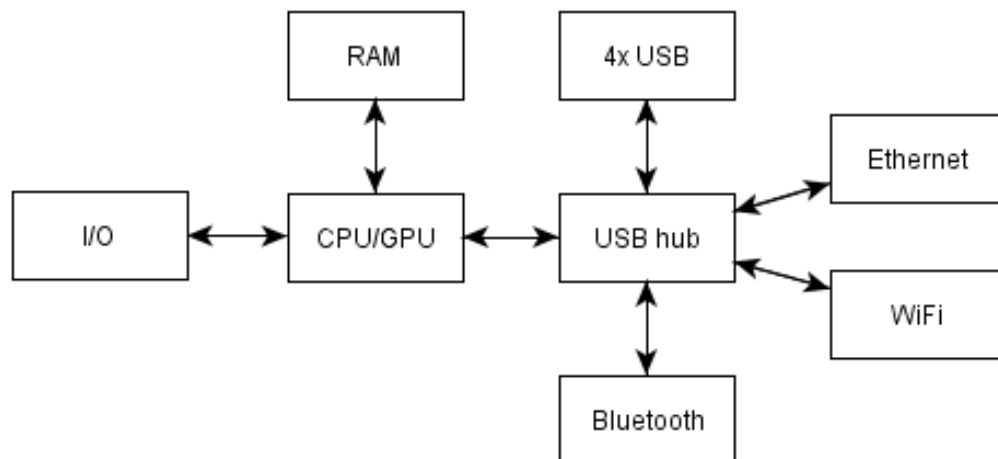 RAM
4x USB
Ethernet
I/O
CPU/GPU
USB hub
WiFi
Bluetooth